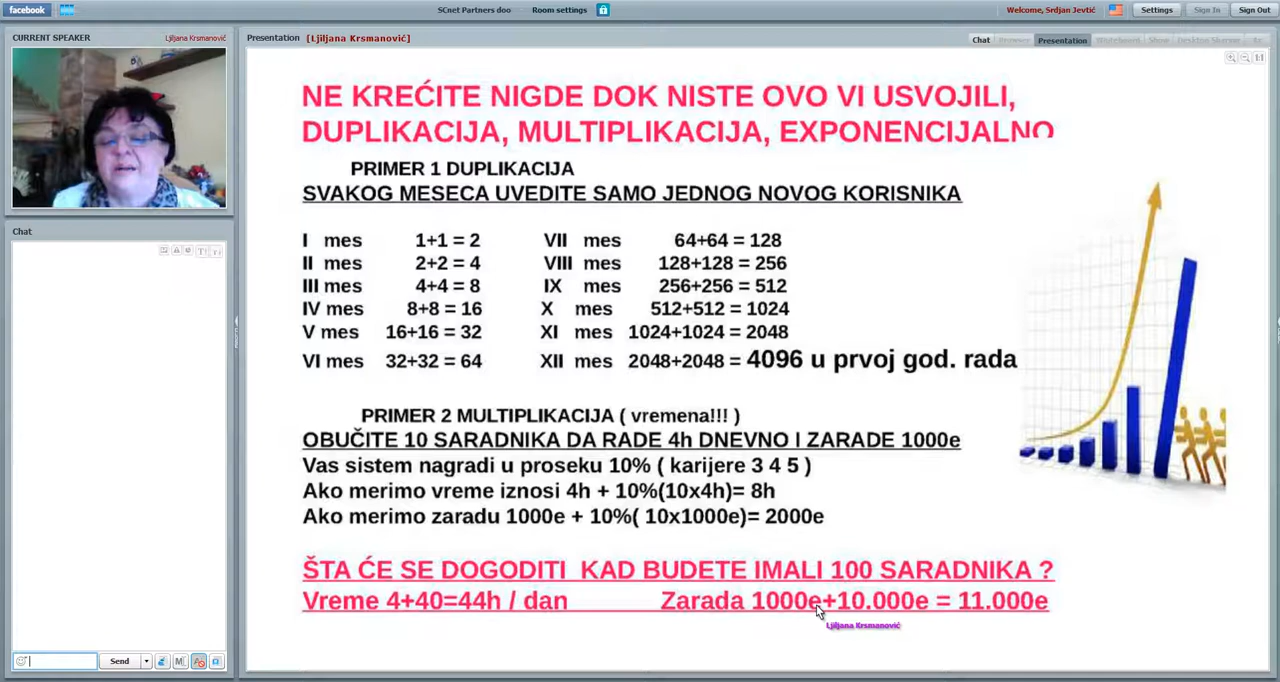 facebook
SCnet Partners doo
Room settings
Welcome, Srdjan Jevtić
Settings
Sign In
Sign Out
CURRENT SPEAKER
Ljiljana Krsmanović
Presentation [Ljiljana Krsmanović]
Chat
Presentation
Whiteboard
Desktop Sharing
NE KREĆITE NIGDE DOK NISTE OVO VI USVOJILI,
DUPLIKACIJA, MULTIPLIKACIJA, EXPONENCIJALNO
PRIMER 1 DUPLIKACIJA
SVAKOG MESECA UVEDITE SAMO JEDNOG NOVOG KORISNIKA
I mes 1+1 = 2 VII mes 64+64 = 128
II mes 2+2 = 4 VIII mes 128+128 = 256
III mes 4+4 = 8 IX mes 256+256 = 512
IV mes 8+8 = 16 X mes 512+512 = 1024
V mes 16+16 = 32 XI mes 1024+1024 = 2048
VI mes 32+32 = 64 XII mes 2048+2048 = 4096 u prvoj god. rada
PRIMER 2 MULTIPLIKACIJA ( vremena!!! )
OBUČITE 10 SARADNIKA DA RADE 4h DNEVNO I ZARADE 1000e
Vas sistem nagradi u proseku 10% ( karijere 3 4 5 )
Ako merimo vreme iznosi 4h + 10%(10x4h)= 8h
Ako merimo zaradu 1000e + 10%( 10x1000e)= 2000e
ŠTA ĆE SE DOGODITI KAD BUDETE IMALI 100 SARADNIKA ?
Vreme 4+40=44h / dan Zarada 1000e+10.000e = 11.000e
Ljiljana Krsmanović
Chat
Send